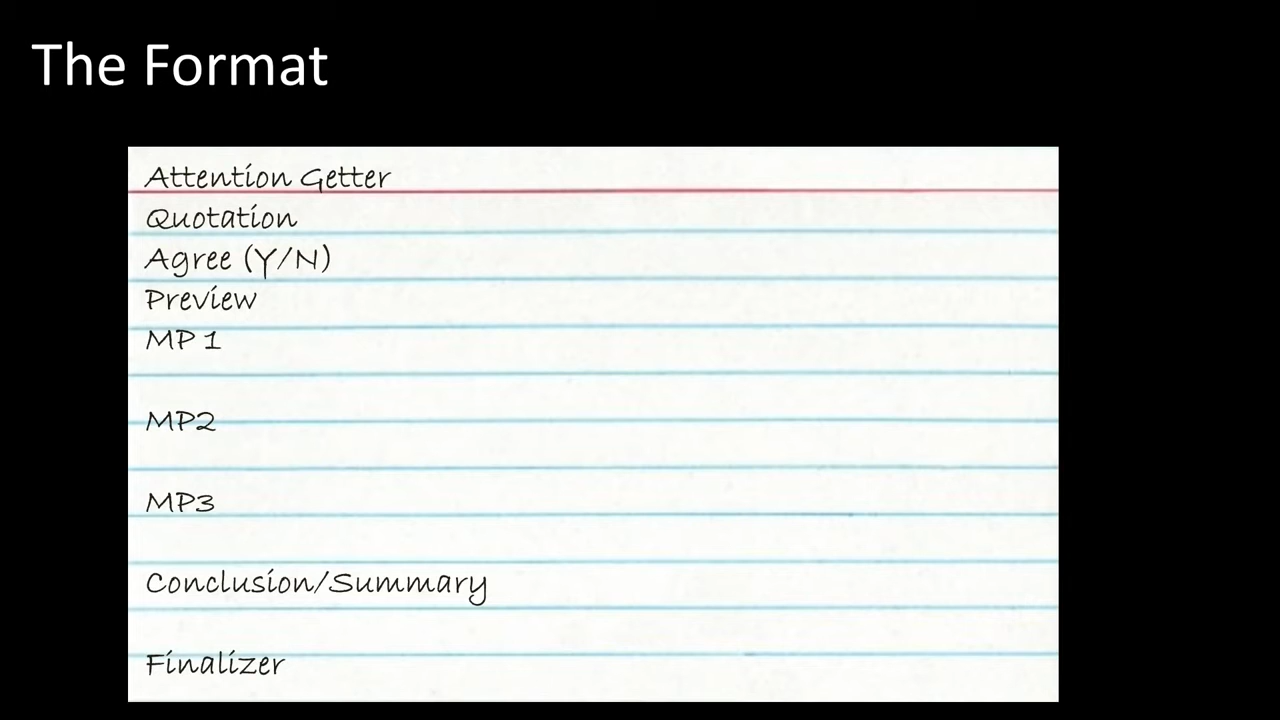 The Format
Attention Getter
Quotation
Agree (Y/N)
Preview
MP 1
MP2
MP3
Conclusion/Summary
Finalizer